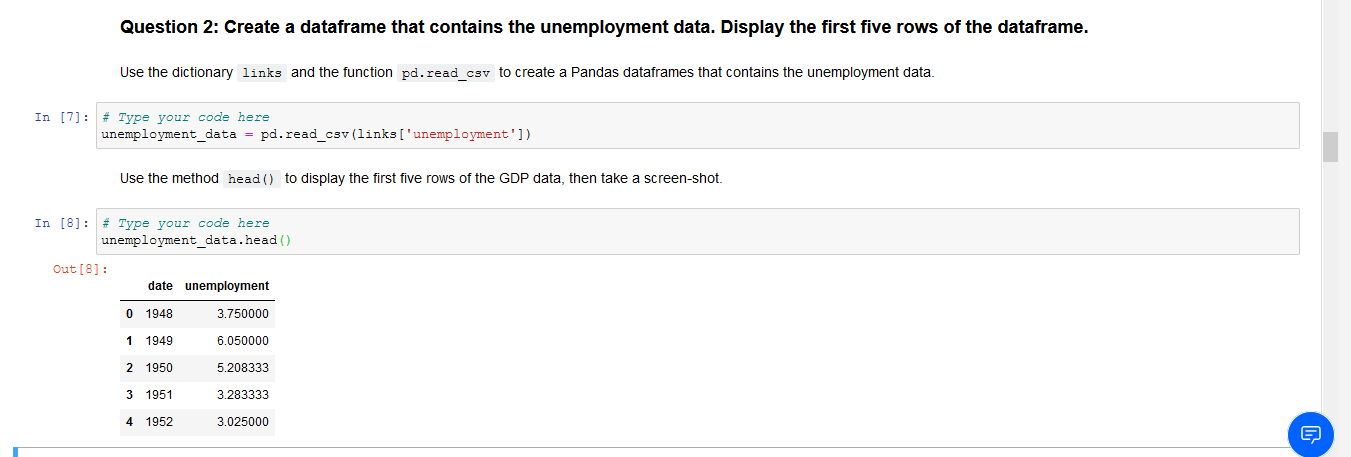 Question 2: Create a dataframe that contains the unemployment data. Display the first five rows of the dataframe.
Use the dictionary links and the function pd.read_csv to create a Pandas dataframes that contains the unemployment data.
In [7]: # Type your code here
unemployment_data = pd.read_csv(links['unemployment'])
Use the method head() to display the first five rows of the GDP data, then take a screen-shot.
In [8]: # Type your code here
unemployment_data.head()
Out[8]:
date unemployment
0 1948 3.750000
1 1949 6.050000
2 1950 5.208333
3 1951 3.283333
4 1952 3.025000